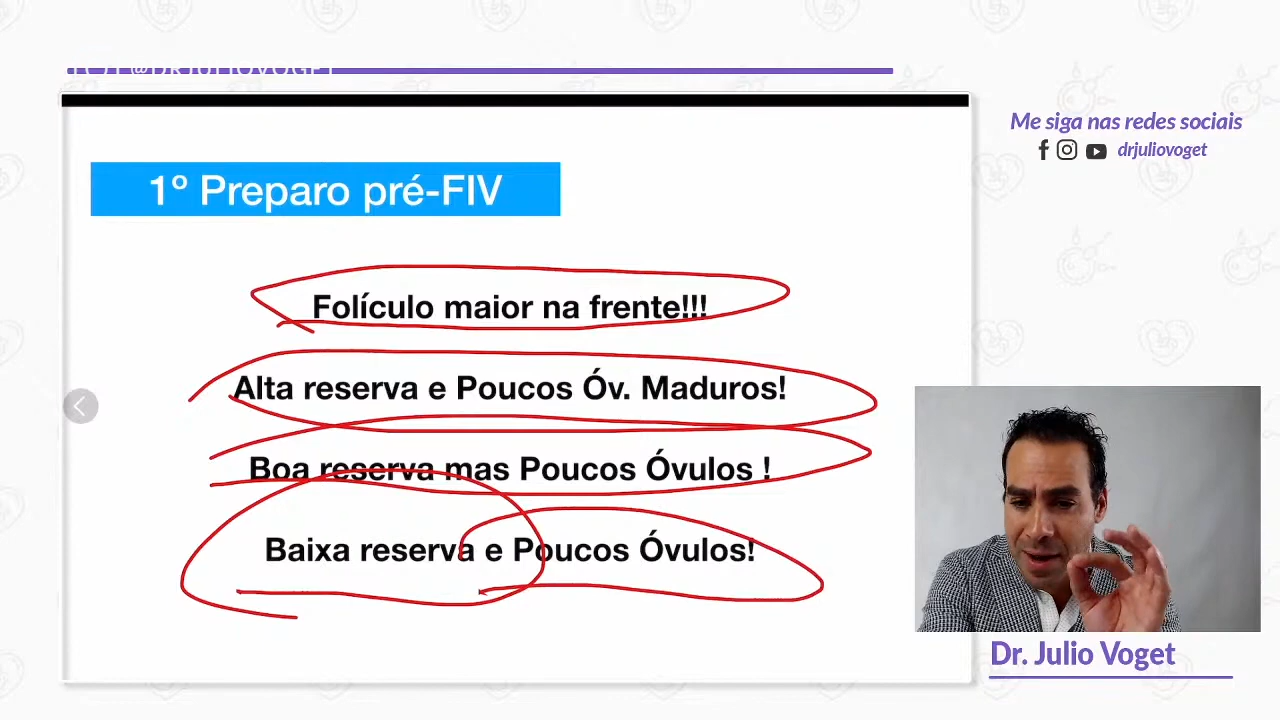 @DRJULIOVOGET
Me siga nas redes sociais
drjuliovoget
1º Preparo pré-FIV
Folículo maior na frente!!!
Alta reserva e Poucos Óv. Maduros!
Boa reserva mas Poucos Óvulos !
Baixa reserva e Poucos Óvulos!
Dr. Julio Voget